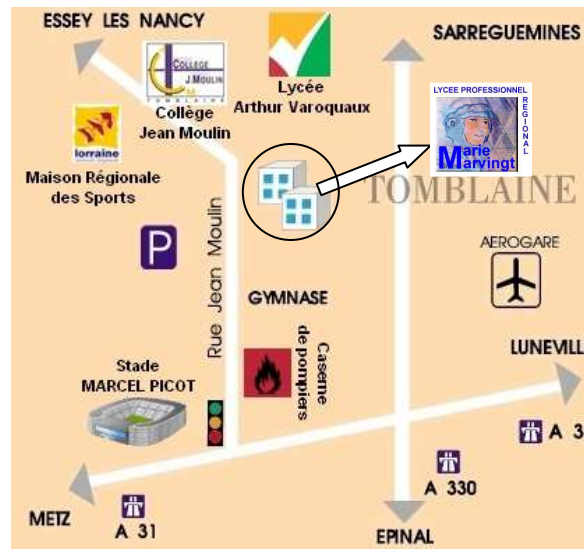 ESSEY LES NANCY
SARREGUEMINES
COLLEGE
J.MOULIN
TOMBLAINE
Collège
Jean Moulin
Lycée
Arthur Varoquaux
LYCEE PROFESSIONNEL
REGIONAL
Marie
Marvingt
lorraine
Maison Régionale
des Sports
TOMBLAINE
P
Rue Jean Moulin
AEROGARE
GYMNASE
Caserne
de pompiers
Stade
MARCEL PICOT
LUNEVILL
A 3
A 330
METZ
A 31
EPINAL